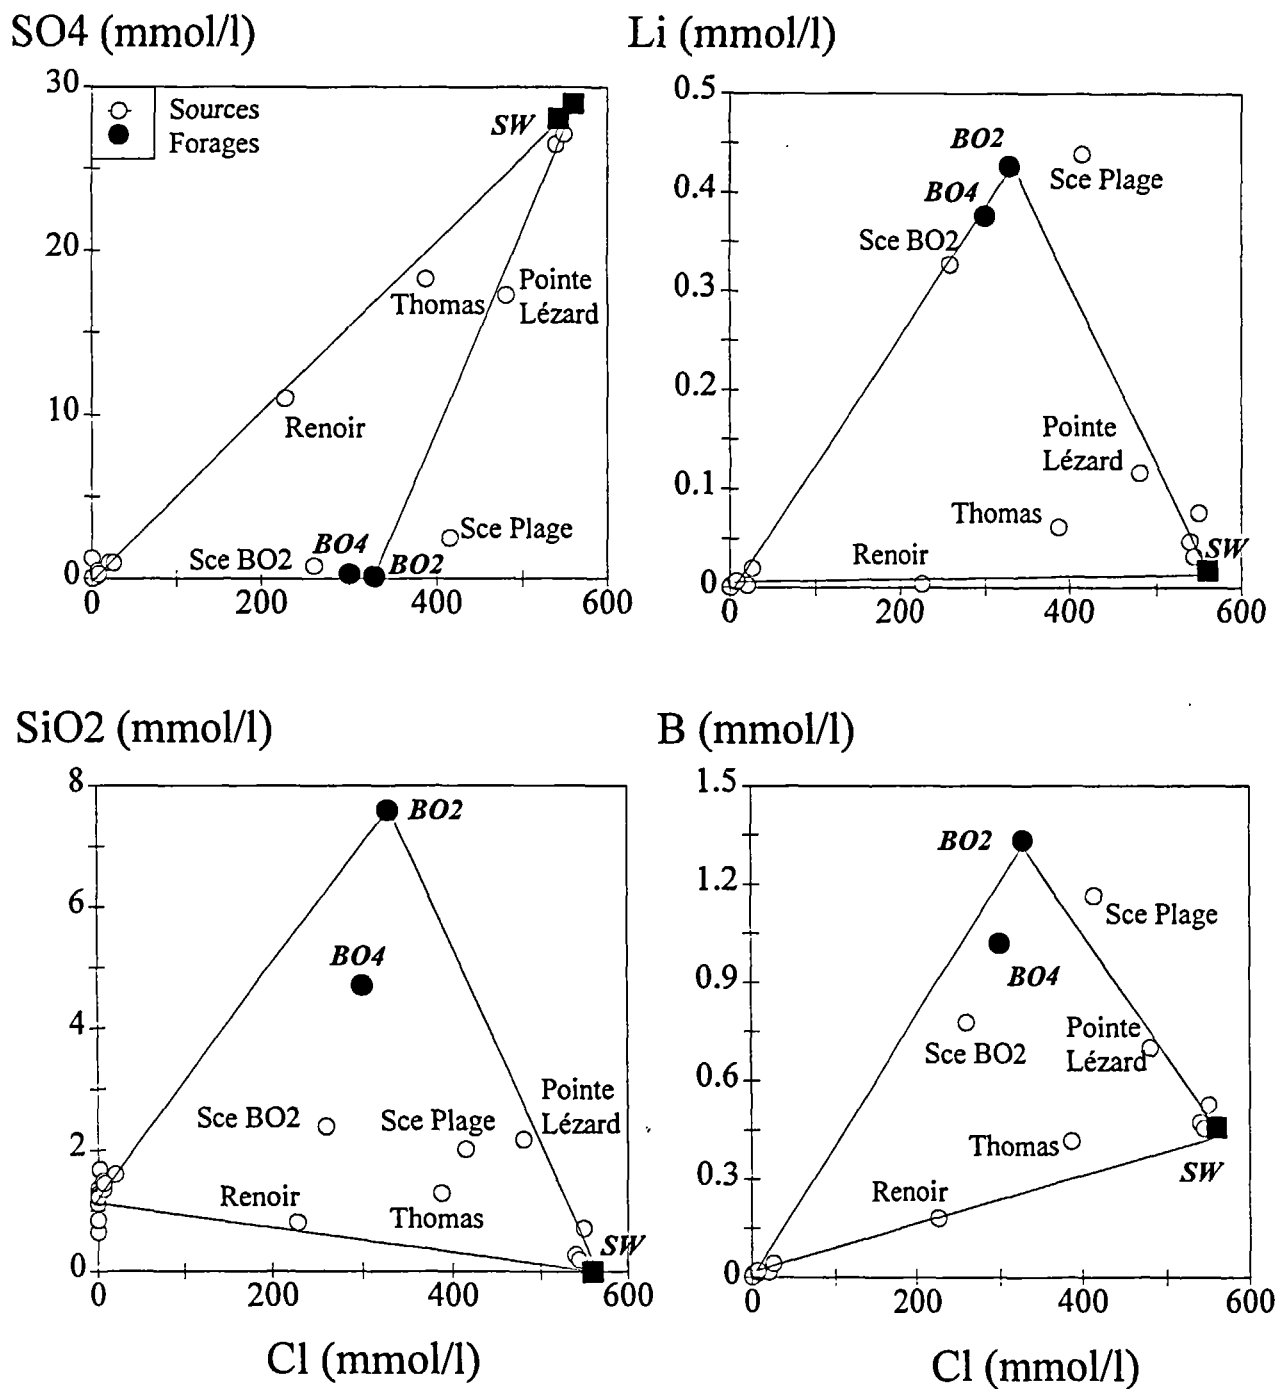 SO4 (mmol/l)
30
20
10
0
0
200
400
600
Sources
Forages
SW
Thomas
Pointe
Lézard
Renoir
Sce Plage
Sce BO2
BO4
BO2
Li (mmol/l)
0.5
0.4
0.3
0.2
0.1
0
0
200
400
600
BO2
Sce Plage
BO4
Sce BO2
Pointe
Lézard
Thomas
Renoir
SW
SiO2 (mmol/l)
8
6
4
2
0
0
200
400
600
BO2
BO4
Pointe
Lézard
Sce BO2
Sce Plage
Renoir
Thomas
SW
Cl (mmol/l)
B (mmol/l)
1.5
1.2
0.9
0.6
0.3
0
0
200
400
600
BO2
Sce Plage
BO4
Sce BO2
Pointe
Lézard
Thomas
Renoir
SW
Cl (mmol/l)